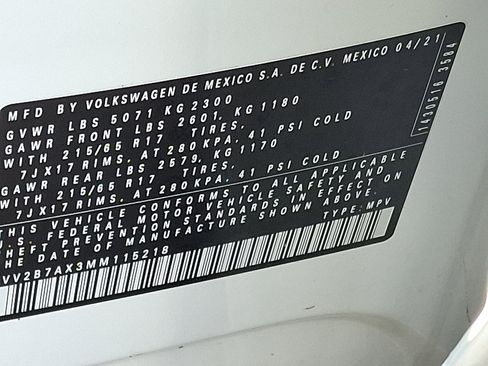 MFD BY VOLKSWAGEN DE MEXICO S.A. DE C.V. MEXICO 04/21
GVWR LBS 5071 KG 2300
GAWR FRONT LBS 2601, KG 1180
WITH 215/65 R17 TIRES,
7JX17 RIMS, AT 280 KPA, 41 PSI COLD
GAWR REAR LBS 2579, KG 1170
WITH 215/65 R17 TIRES,
7JX17 RIMS, AT 280 KPA, 41 PSI COLD
THIS VEHICLE CONFORMS TO ALL APPLICABLE
U.S. FEDERAL MOTOR VEHICLE SAFETY AND
THEFT PREVENTION STANDARDS IN EFFECT ON
THE DATE OF MANUFACTURE SHOWN ABOVE.
VV2B7AX3MM115218 TYPE: MPV
1430516 3584